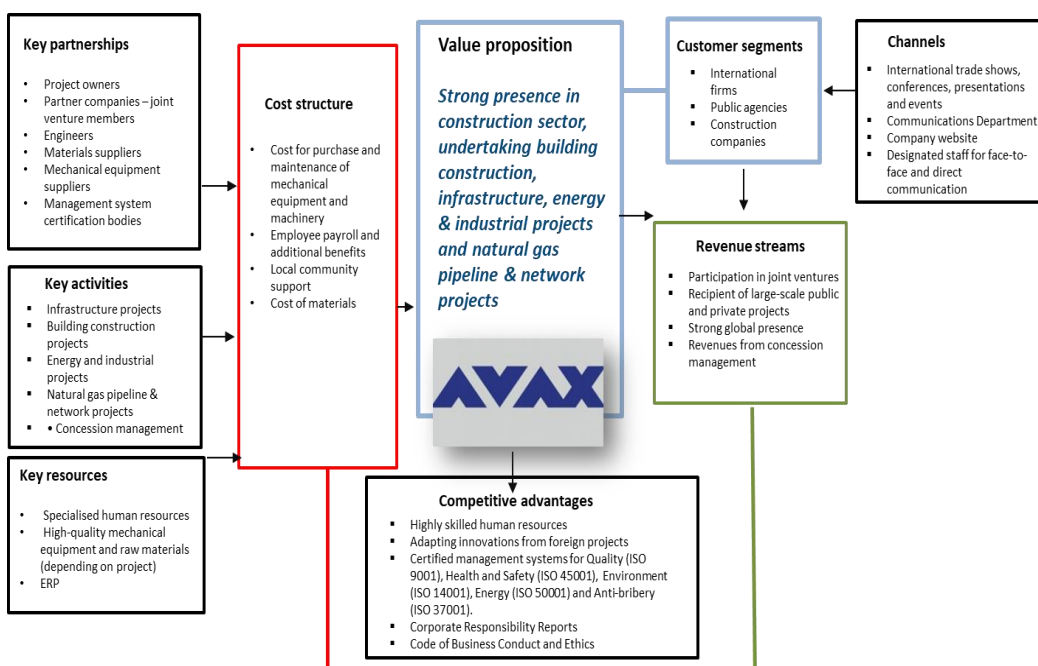 Key partnerships
• Project owners
• Partner companies – joint
venture members
• Engineers
• Materials suppliers
• Mechanical equipment
suppliers
• Management system
certification bodies
Key activities
▪ Infrastructure projects
▪ Building construction
projects
▪ Energy and industrial
projects
▪ Natural gas pipeline &
network projects
▪ • Concession management
Key resources
• Specialised human resources
• High-quality mechanical
equipment and raw materials
(depending on project)
• ERP
Cost structure
• Cost for purchase and
maintenance of
mechanical
equipment and
machinery
• Employee payroll and
additional benefits
• Local community
support
• Cost of materials
Value proposition
Strong presence in
construction sector,
undertaking building
construction,
infrastructure, energy
& industrial projects
and natural gas
pipeline & network
projects
AVAX
Competitive advantages
▪ Highly skilled human resources
▪ Adapting innovations from foreign projects
▪ Certified management systems for Quality (ISO
9001), Health and Safety (ISO 45001), Environment
(ISO 14001), Energy (ISO 50001) and Anti-bribery
(ISO 37001).
▪ Corporate Responsibility Reports
▪ Code of Business Conduct and Ethics
Customer segments
▪ International
firms
▪ Public agencies
▪ Construction
companies
Revenue streams
▪ Participation in joint ventures
▪ Recipient of large-scale public
and private projects
▪ Strong global presence
▪ Revenues from concession
management
Channels
▪ International trade shows,
conferences, presentations
and events
▪ Communications Department
▪ Company website
▪ Designated staff for face-to-
face and direct
communication